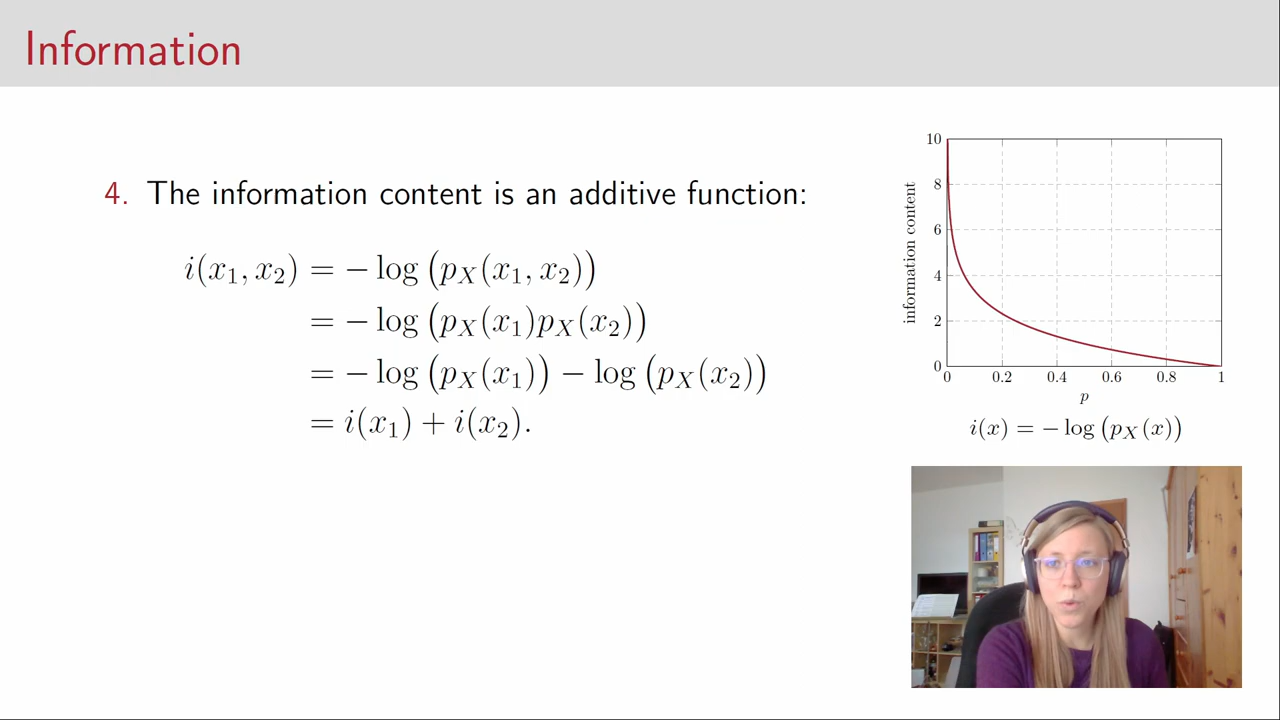 Information
4. The information content is an additive function:
i(x₁, x₂) = − log (p_X(x₁, x₂))
= − log (p_X(x₁)p_X(x₂))
= − log (p_X(x₁)) − log (p_X(x₂))
= i(x₁) + i(x₂).
information content
10
8
6
4
2
0
0 0.2 0.4 0.6 0.8 1
p
i(x) = − log (p_X(x))